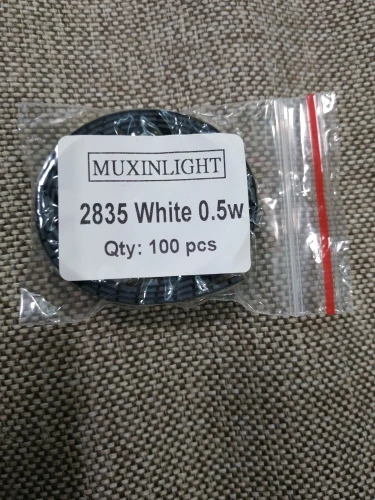 MUXINLIGHT
2835 White 0.5w
Qty: 100 pcs